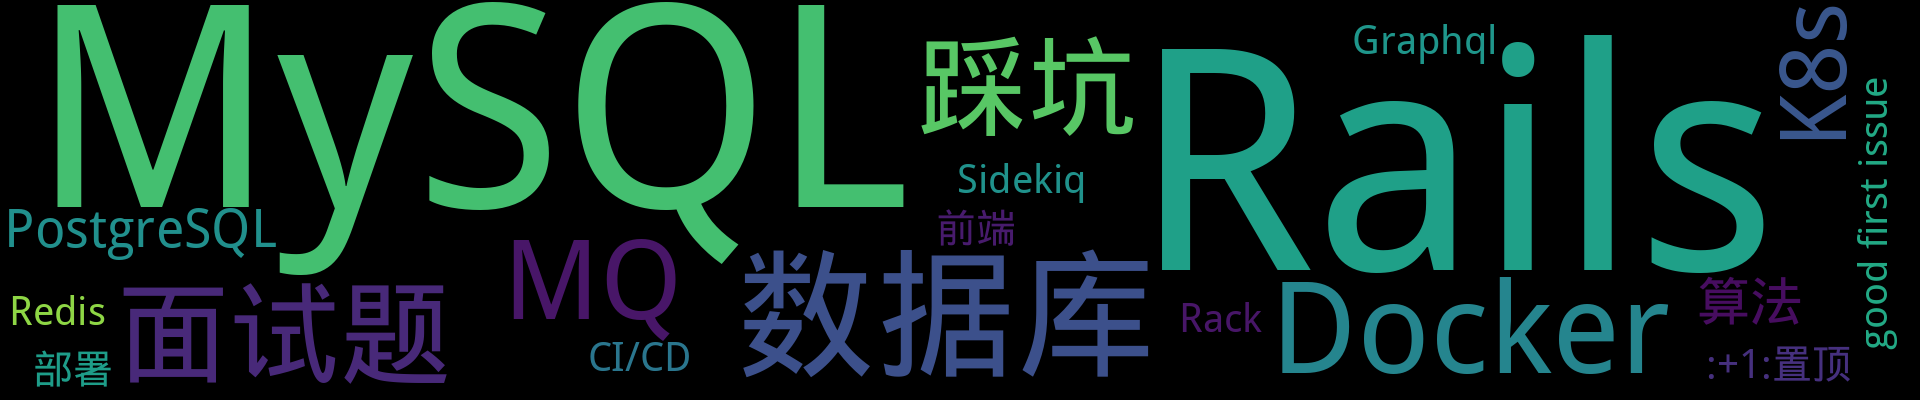 MySQL
踩坑
Rails
Graphql
K8s
good first issue
Sidekiq
PostgreSQL
前端
MQ
数据库
Redis
面试题
Rack
Docker
算法
部署
CI/CD
:+1:置顶